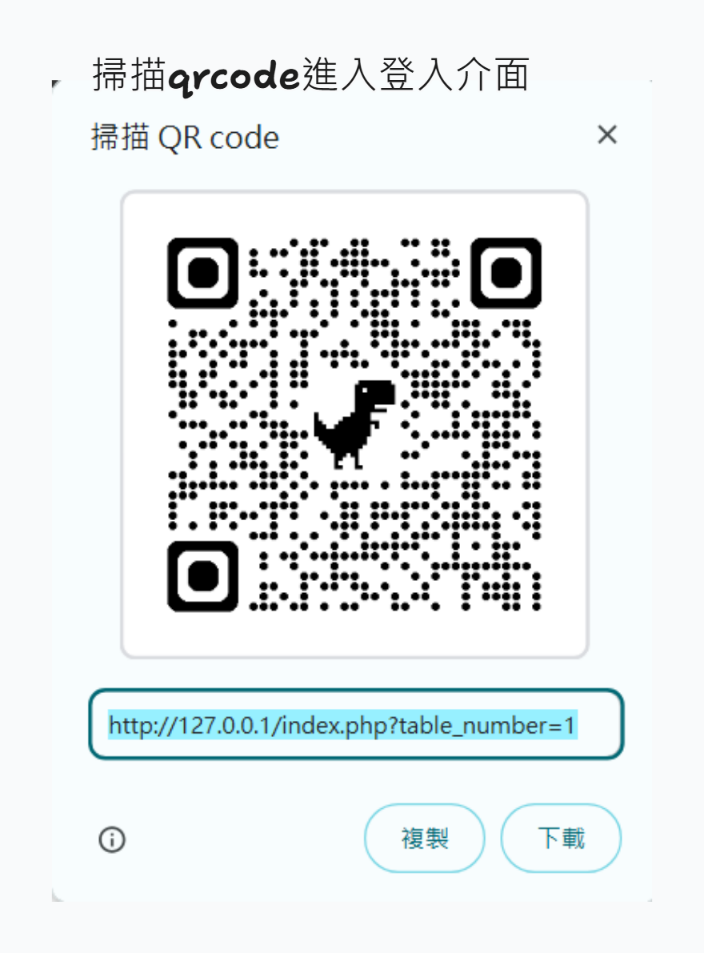 掃描qrcode進入登入介面
掃描 QR code
http://127.0.0.1/index.php?table_number=1
複製
下載